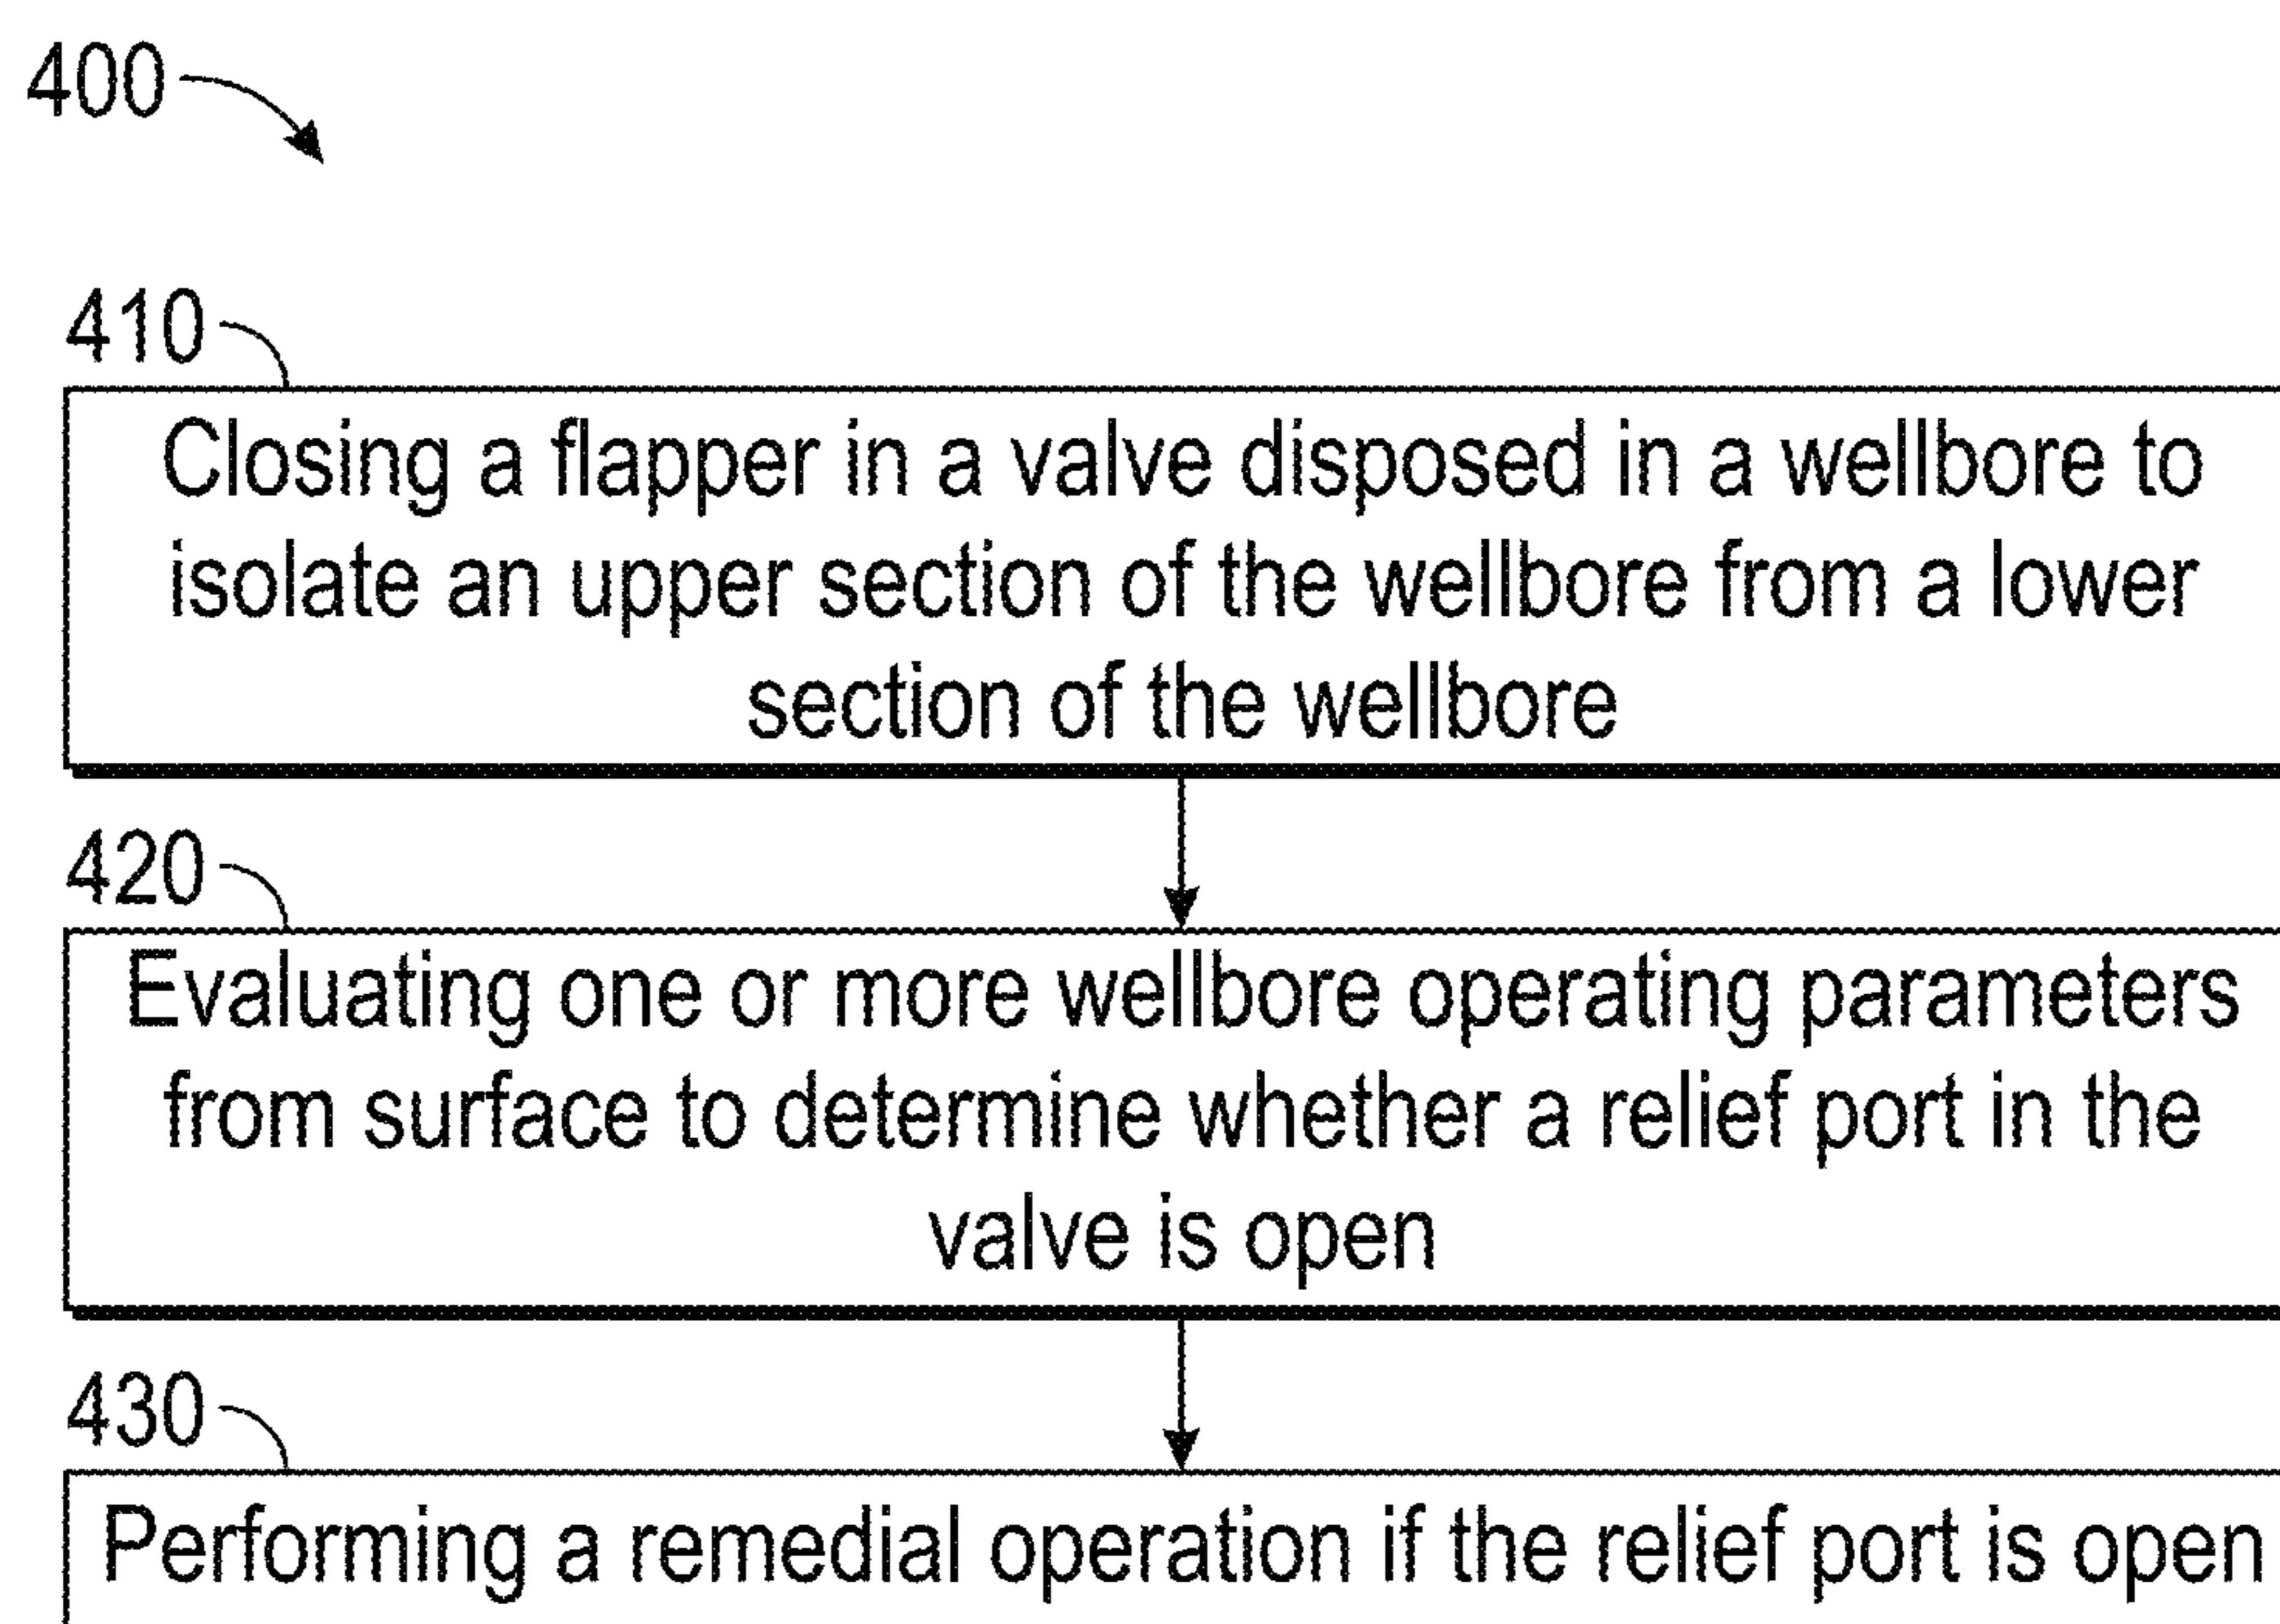 400
410
Closing a flapper in a valve disposed in a wellbore to
isolate an upper section of the wellbore from a lower
section of the wellbore
420
Evaluating one or more wellbore operating parameters
from surface to determine whether a relief port in the
valve is open
430
Performing a remedial operation if the relief port is open